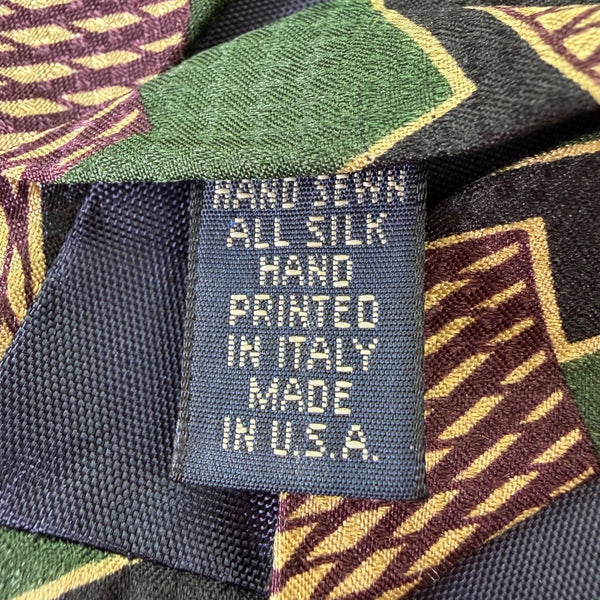 HAND SEWN
ALL SILK
HAND
PRINTED
IN ITALY
MADE
IN U.S.A.